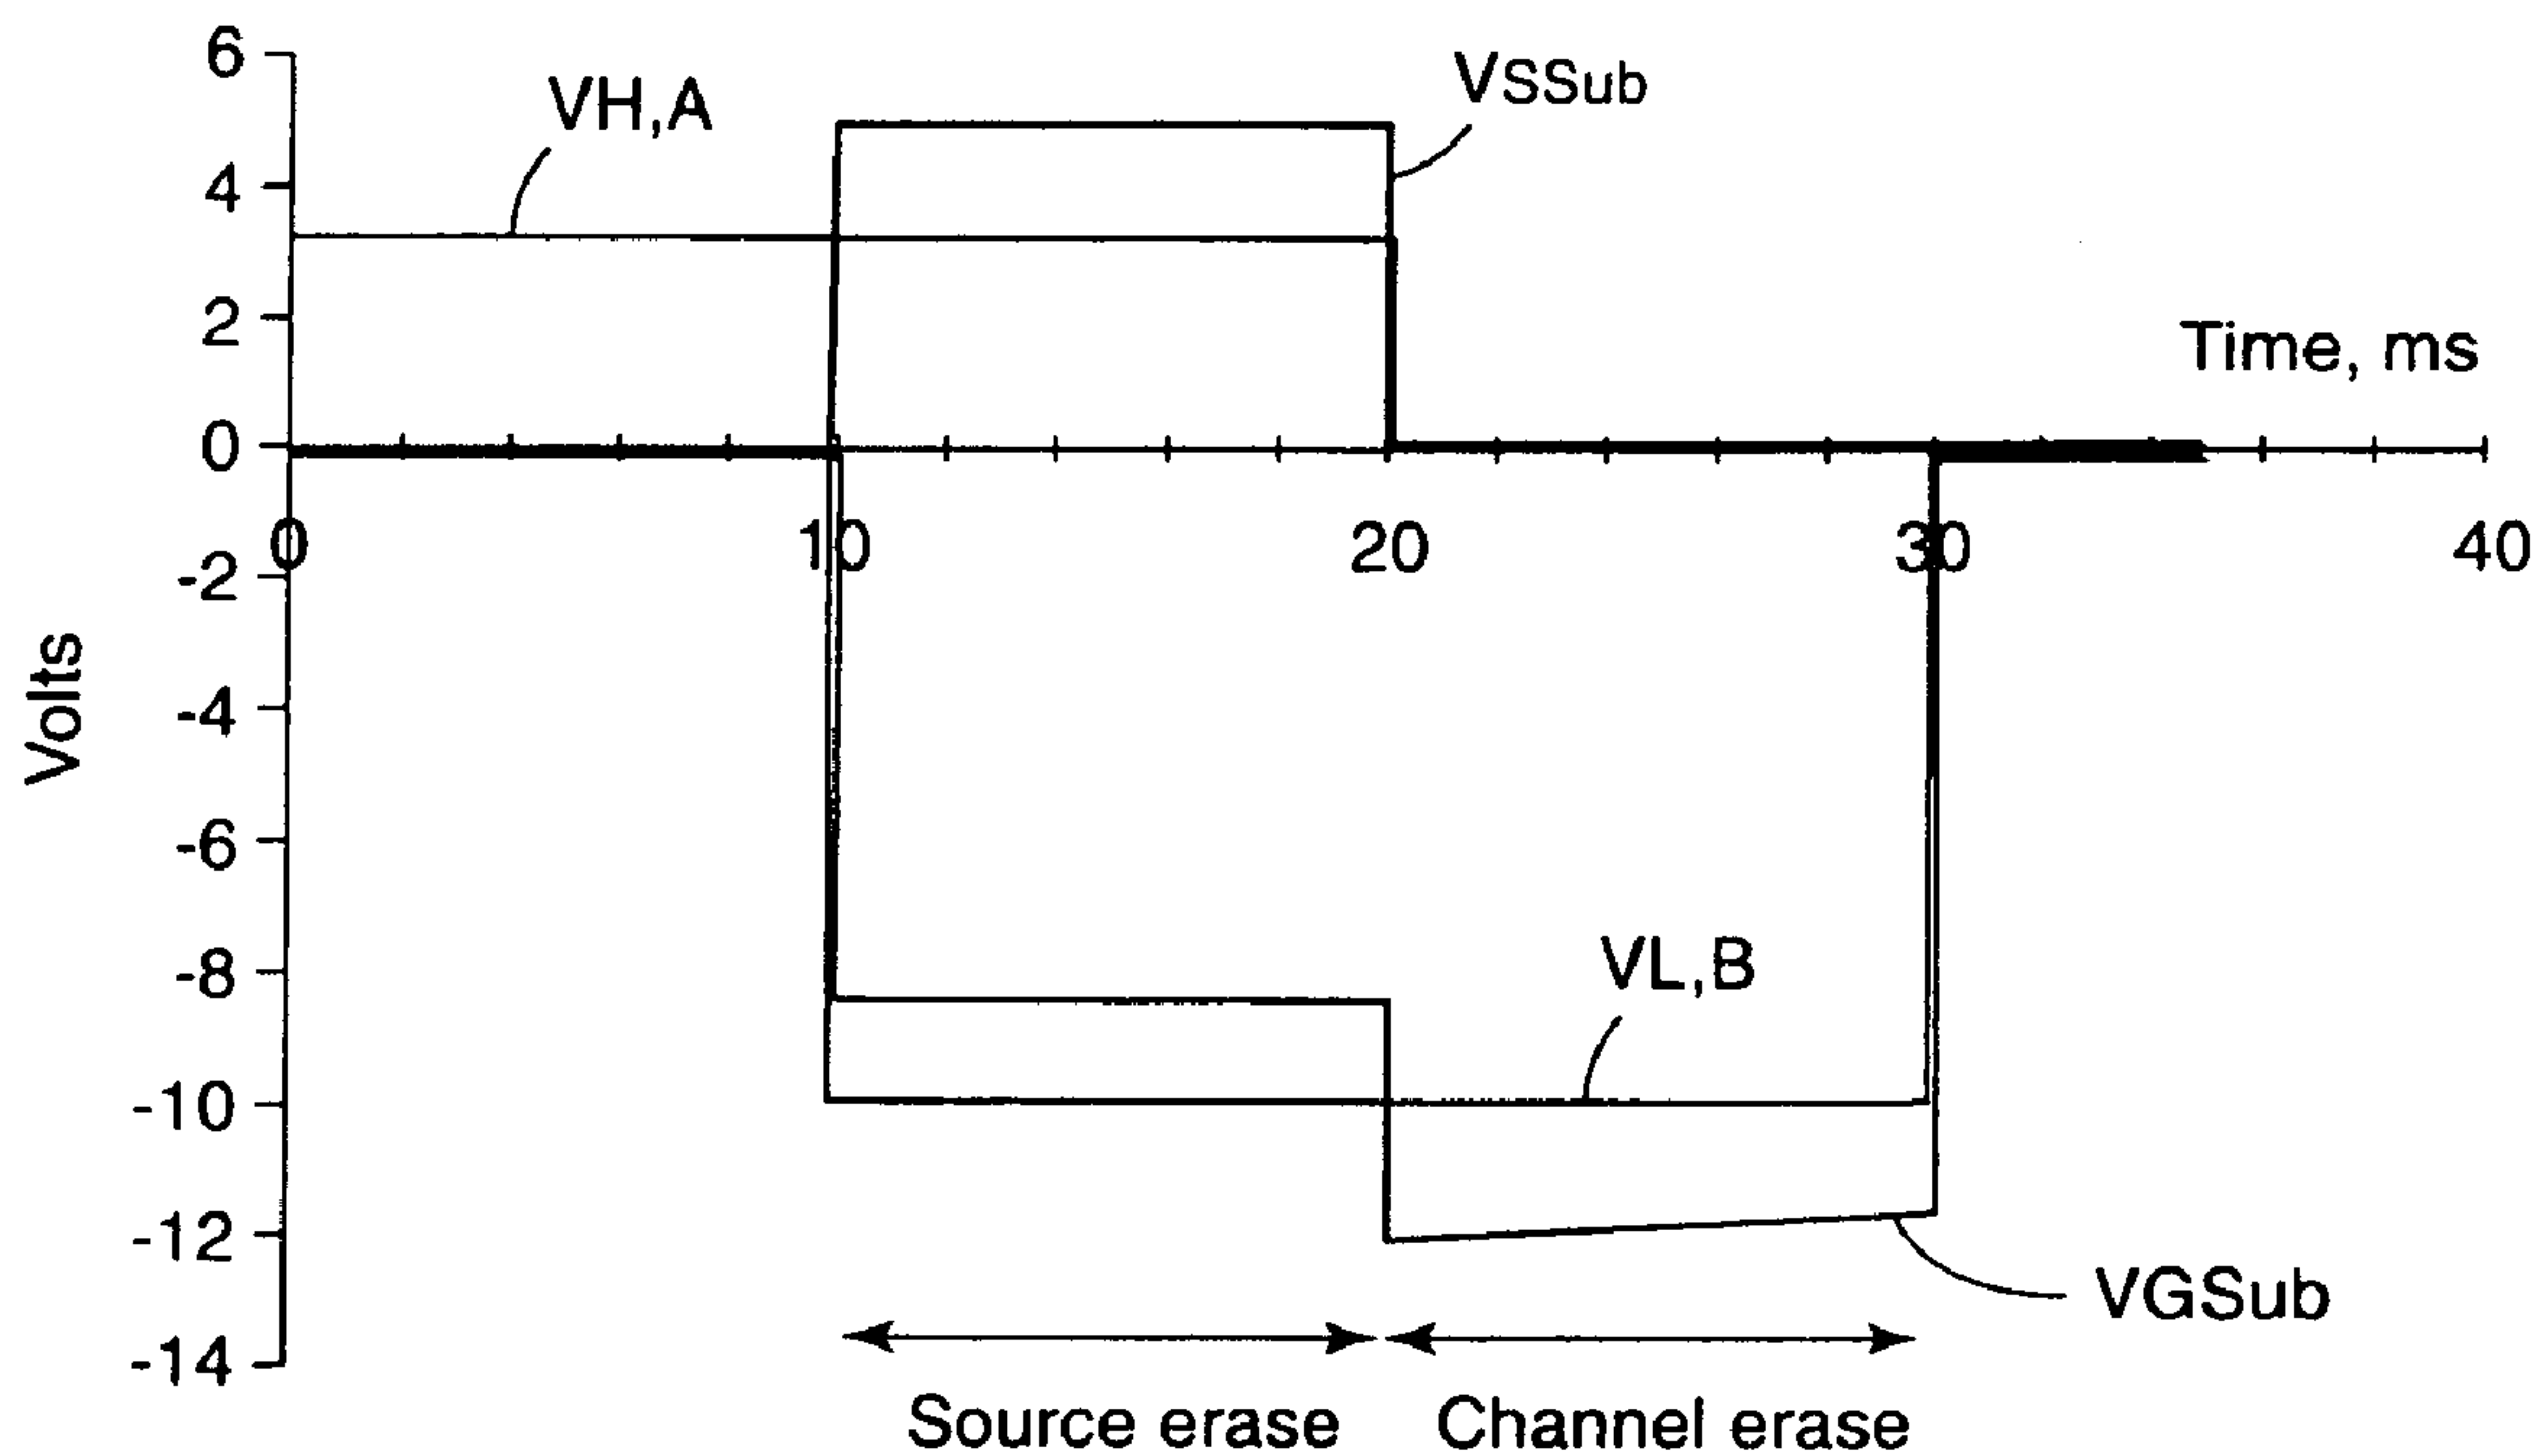 6
VH,A
VSSub
4
2
Time, ms
0
0
10
20
30
40
-2
Volts
-4
-6
-8
VL,B
-10
-12
VGSub
-14
Source erase
Channel erase